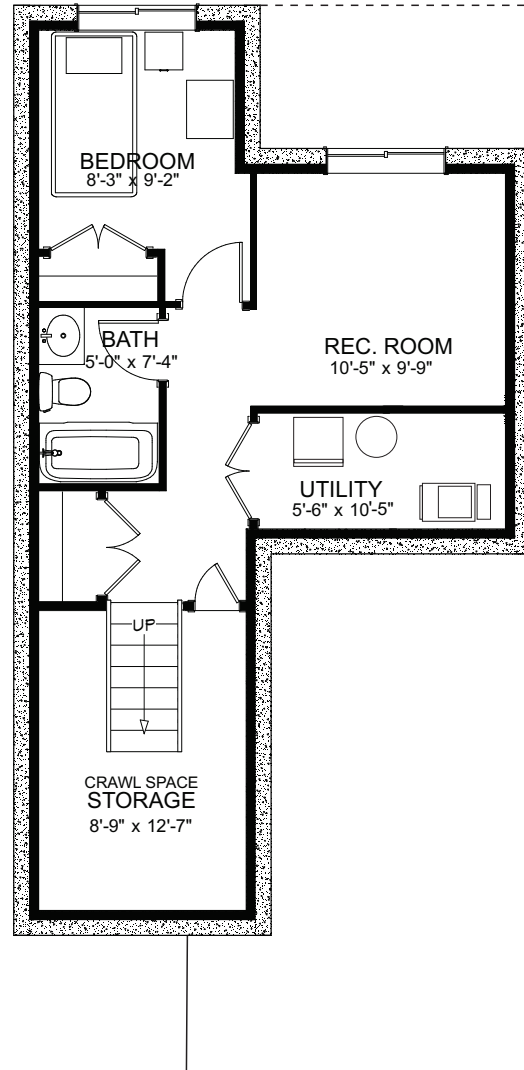 BEDROOM
8'-3" x 9'-2"
BATH
5'-0" x 7'-4"
REC. ROOM
10'-5" x 9'-9"
UTILITY
5'-6" x 10'-5"
UP
CRAWL SPACE
STORAGE
8'-9" x 12'-7"